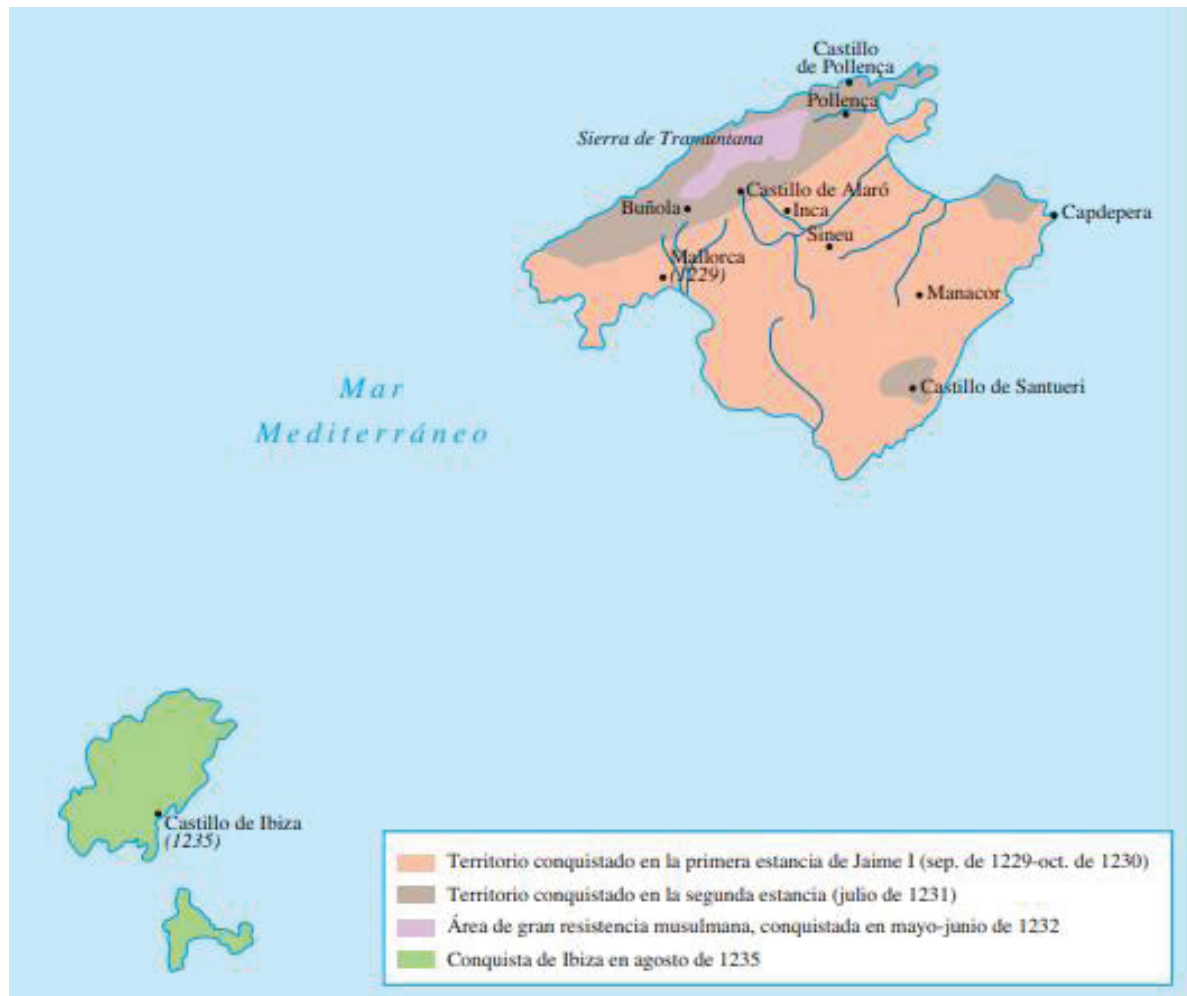 Castillo
de Pollença
Pollença
Sierra de Tramuntana
Castillo de Alaró
Buñola
Inca
Capdepera
Sineu
Mallorca
(1229)
Manacor
Castillo de Santueri
Mar
Mediterráneo
Castillo de Ibiza
(1235)
Territorio conquistado en la primera estancia de Jaime I (sep. de 1229-oct. de 1230)
Territorio conquistado en la segunda estancia (julio de 1231)
Área de gran resistencia musulmana, conquistada en mayo-junio de 1232
Conquista de Ibiza en agosto de 1235